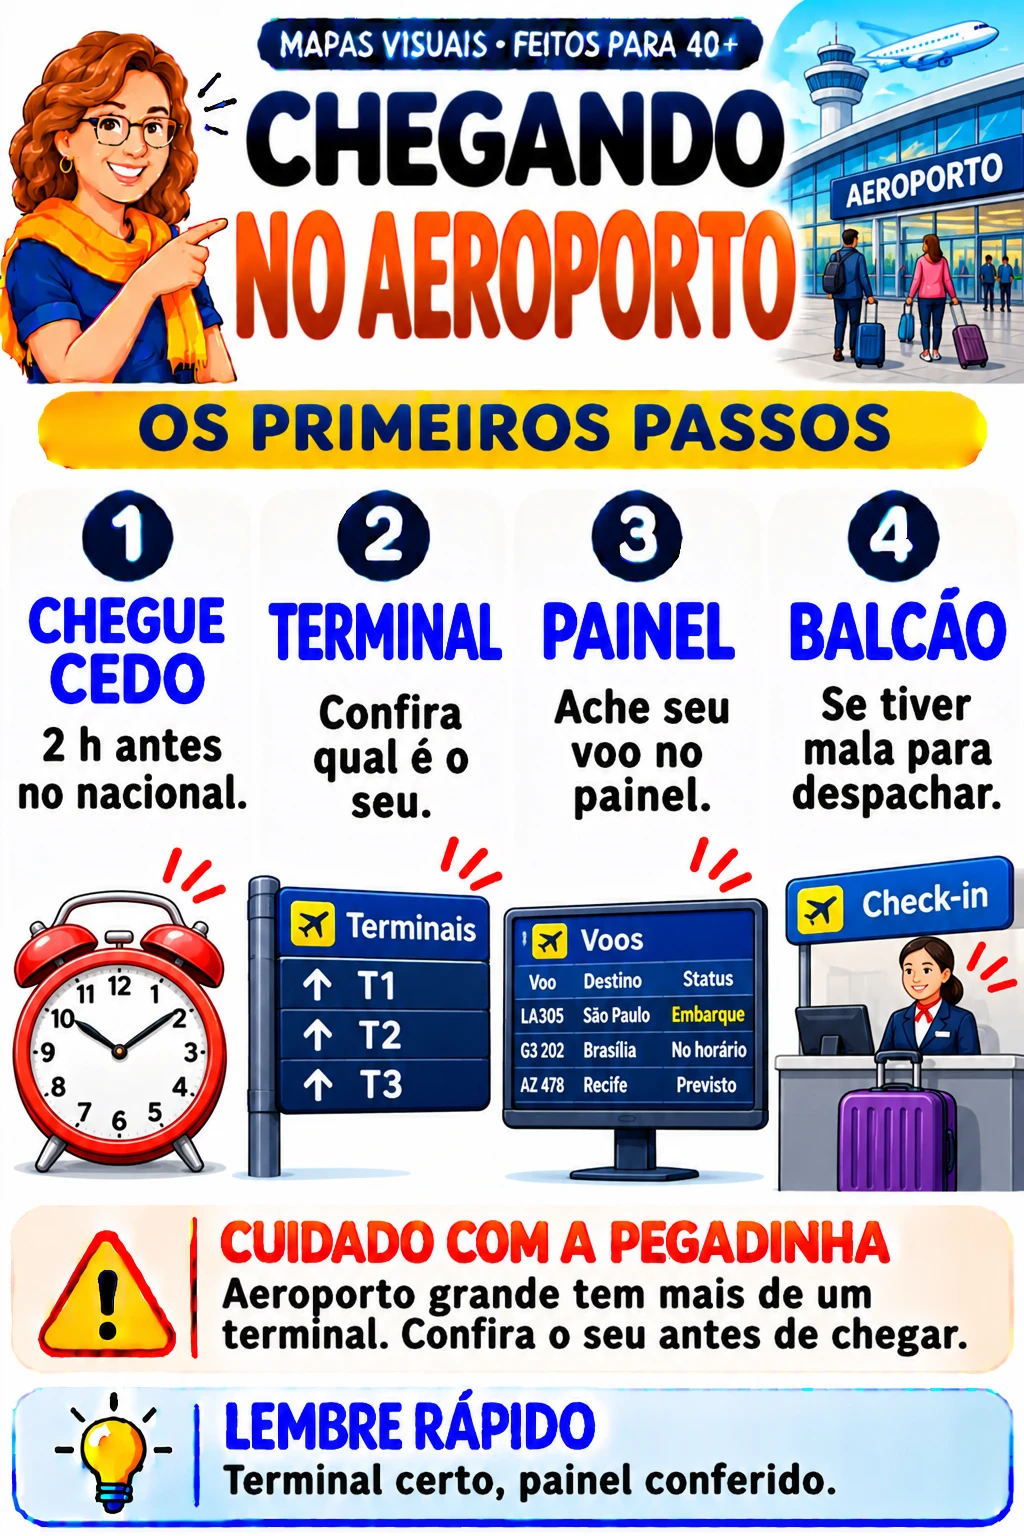 MAPAS VISUAIS • FEITOS PARA 40+
CHEGANDO
NO AEROPORTO
AEROPORTO
OS PRIMEIROS PASSOS
1
CHEGUE
CEDO
2 h antes
no nacional.
2
TERMINAL
Confira
qual é o
seu.
3
PAINEL
Ache seu
voo no
painel.
4
BALCÁO
Se tiver
mala para
despachar.
12
1
2
3
4
5
6
7
8
9
10
11
Terminais
↑ T1
↑ T2
↑ T3
Voos
Voo Destino Status
LA305 São Paulo Embarque
G3 202 Brasília No horário
AZ 478 Recife Previsto
Check-in
CUIDADO COM A PEGADINHA
Aeroporto grande tem mais de um
terminal. Confira o seu antes de chegar.
LEMBRE RÁPIDO
Terminal certo, painel conferido.